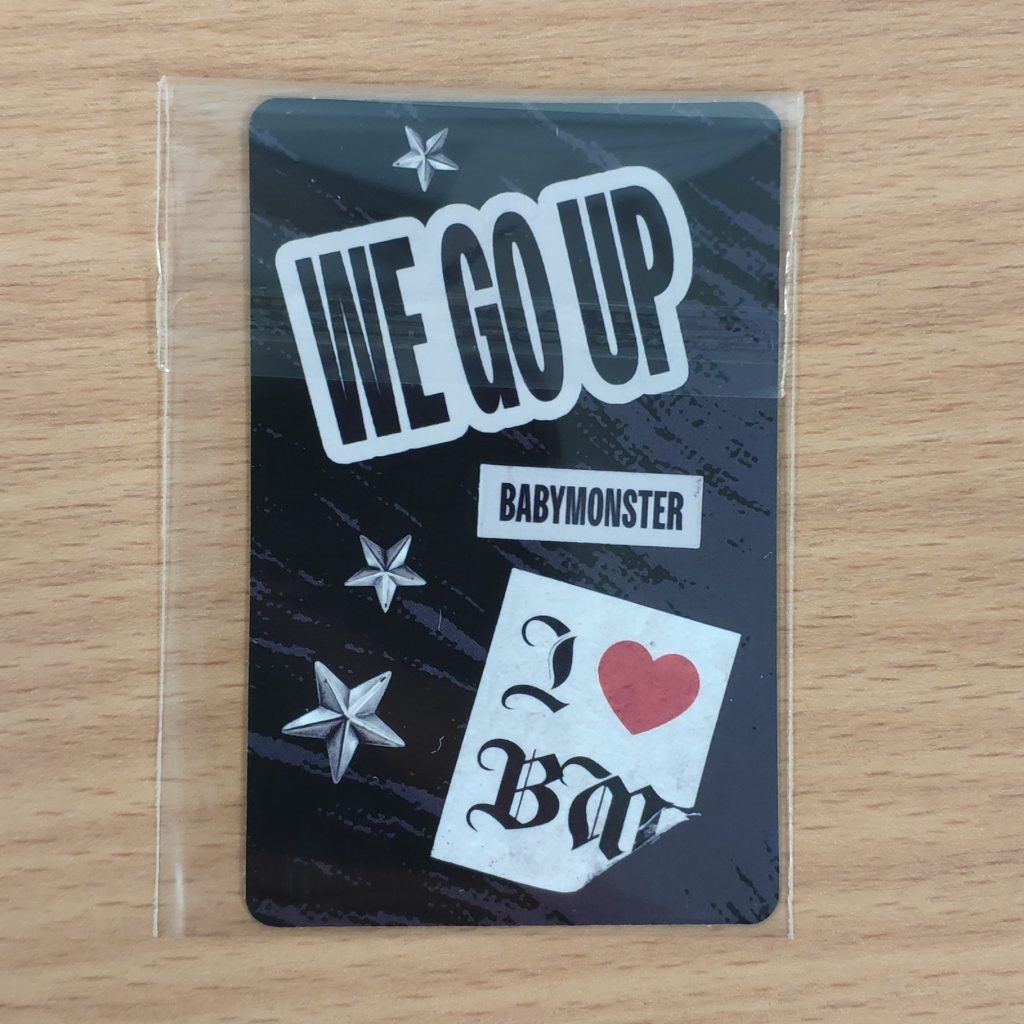 WE GO UP
BABYMONSTER
I ❤
BM